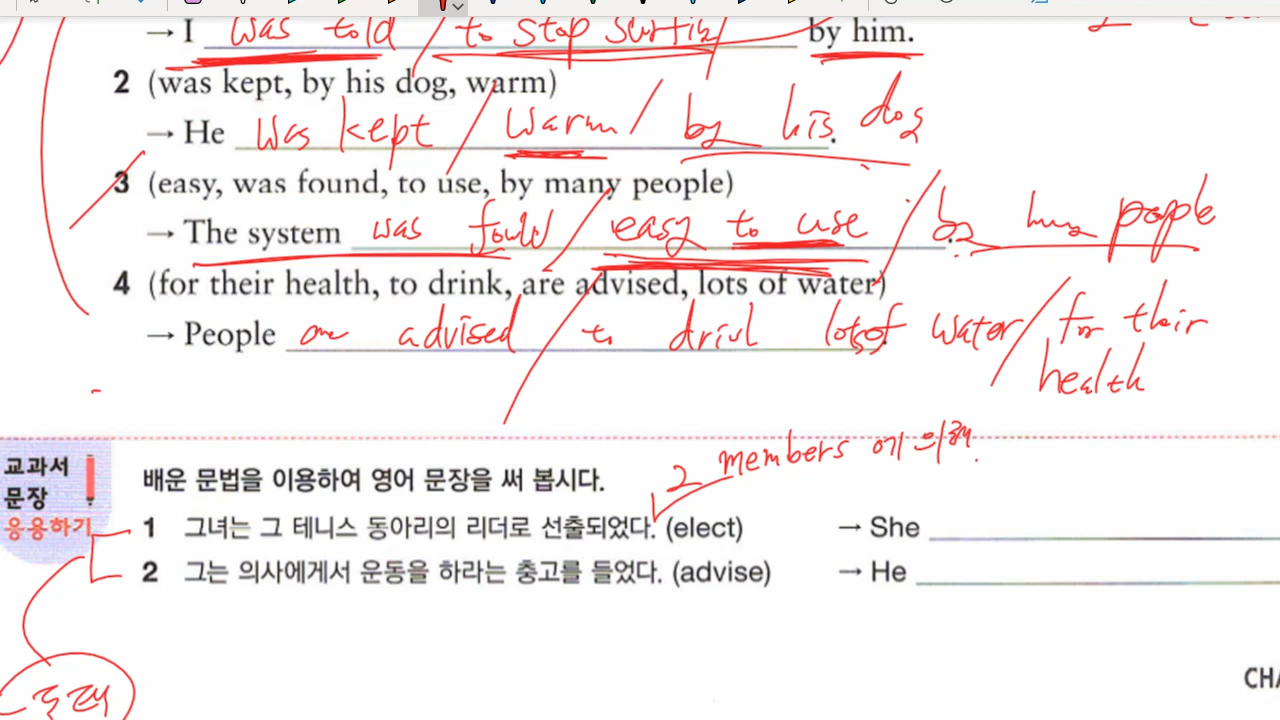 → I was told / to stop surfin / by him.
2 (was kept, by his dog, warm)
→ He was kept / warm / by his dog.
3 (easy, was found, to use, by many people)
→ The system was found / easy to use / by people
4 (for their health, to drink, are advised, lots of water)
→ People are advised / to drink lots of water / for their
health
2 members 에 의해.
교과서
문장
응용하기
배운 문법을 이용하여 영어 문장을 써 봅시다.
1 그녀는 그 테니스 동아리의 리더로 선출되었다. (elect) → She
2 그는 의사에게서 운동을 하라는 충고를 들었다. (advise) → He
CHA